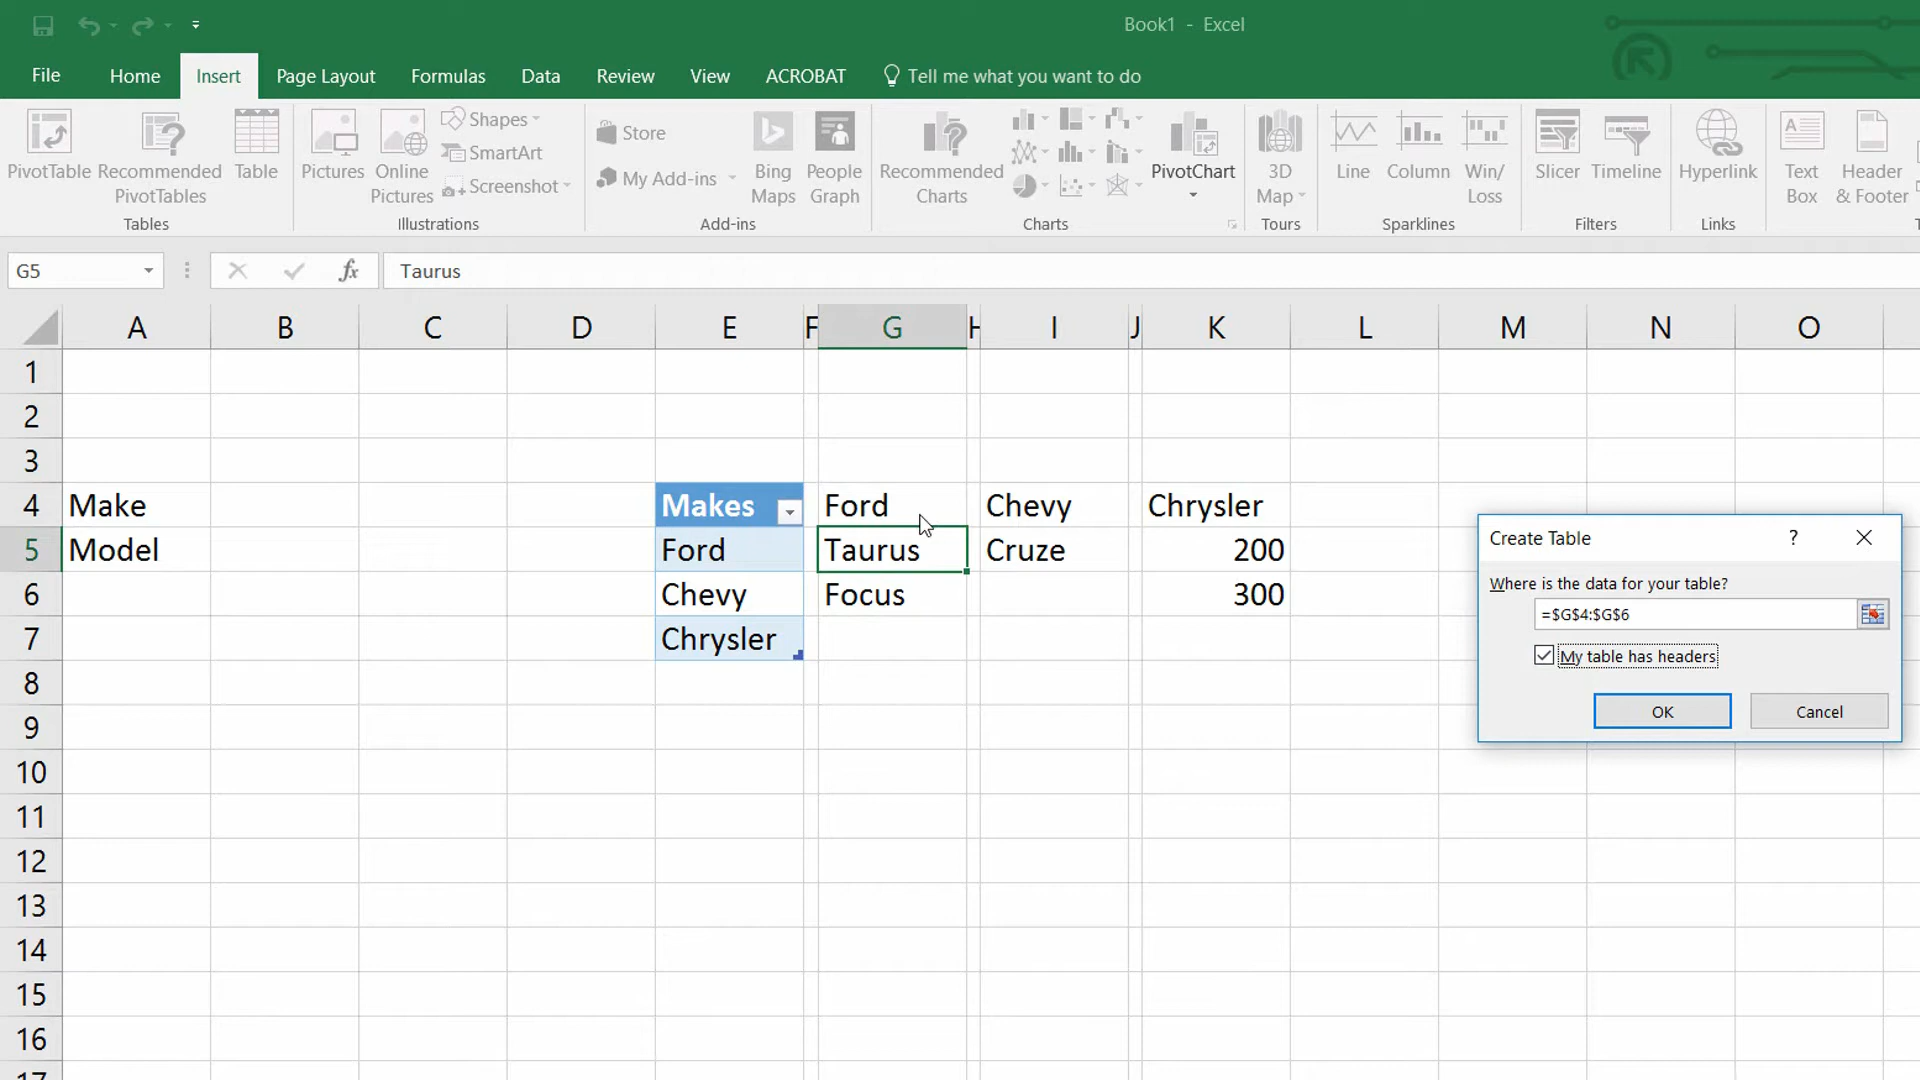 Book1 - Excel
File Home Insert Page Layout Formulas Data Review View ACROBAT Tell me what you want to do
PivotTable
Recommended
PivotTables
Table
Tables
Pictures
Online
Pictures
Shapes
SmartArt
Screenshot
Illustrations
Store
My Add-ins
Bing
Maps
People
Graph
Add-ins
Recommended
Charts
PivotChart
Charts
3D
Map
Tours
Line
Column
Win/
Loss
Sparklines
Slicer
Timeline
Filters
Hyperlink
Links
Text
Box
Header
& Footer
G5
fx
Taurus
A B C D E F G H I J K L M N O
1
2
3
4 Make Makes Ford Chevy Chrysler
5 Model Ford Taurus Cruze 200
6 Chevy Focus 300
7 Chrysler
8
9
10
11
12
13
14
15
16
17
Create Table ?
Where is the data for your table?
=$G$4:$G$6
My table has headers
OK Cancel